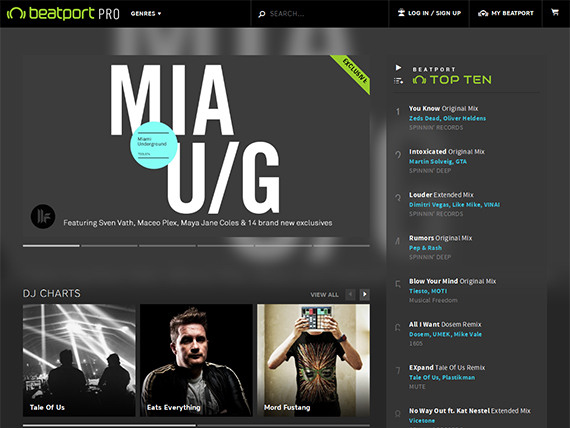 beatport PRO
GENRES
SEARCH...
LOG IN / SIGN UP
MY BEATPORT
EXCLUSIVE
MIA
U/G
Miami
Underground
Featuring Sven Vath, Maceo Plex, Maya Jane Coles & 14 brand new exclusives
DJ CHARTS
VIEW ALL
Tale Of Us
Eats Everything
Mord Fustang
BEATPORT
TOP TEN
1
You Know Original Mix
Zeds Dead, Oliver Heldens
SPINNIN' RECORDS
2
Intoxicated Original Mix
Martin Solveig, GTA
SPINNIN' DEEP
3
Louder Extended Mix
Dimitri Vegas, Like Mike, VINAI
SPINNIN' RECORDS
4
Rumors Original Mix
Pep & Rash
SPINNIN' DEEP
5
Blow Your Mind Original Mix
Tiesto, MOTI
Musical Freedom
6
All I Want Dosem Remix
Dosem, UMEK, Mike Vale
1605
7
EXpand Tale Of Us Remix
Tale Of Us, Plastikman
MUTE
8
No Way Out ft. Kat Nestel Extended Mix
Vicetone